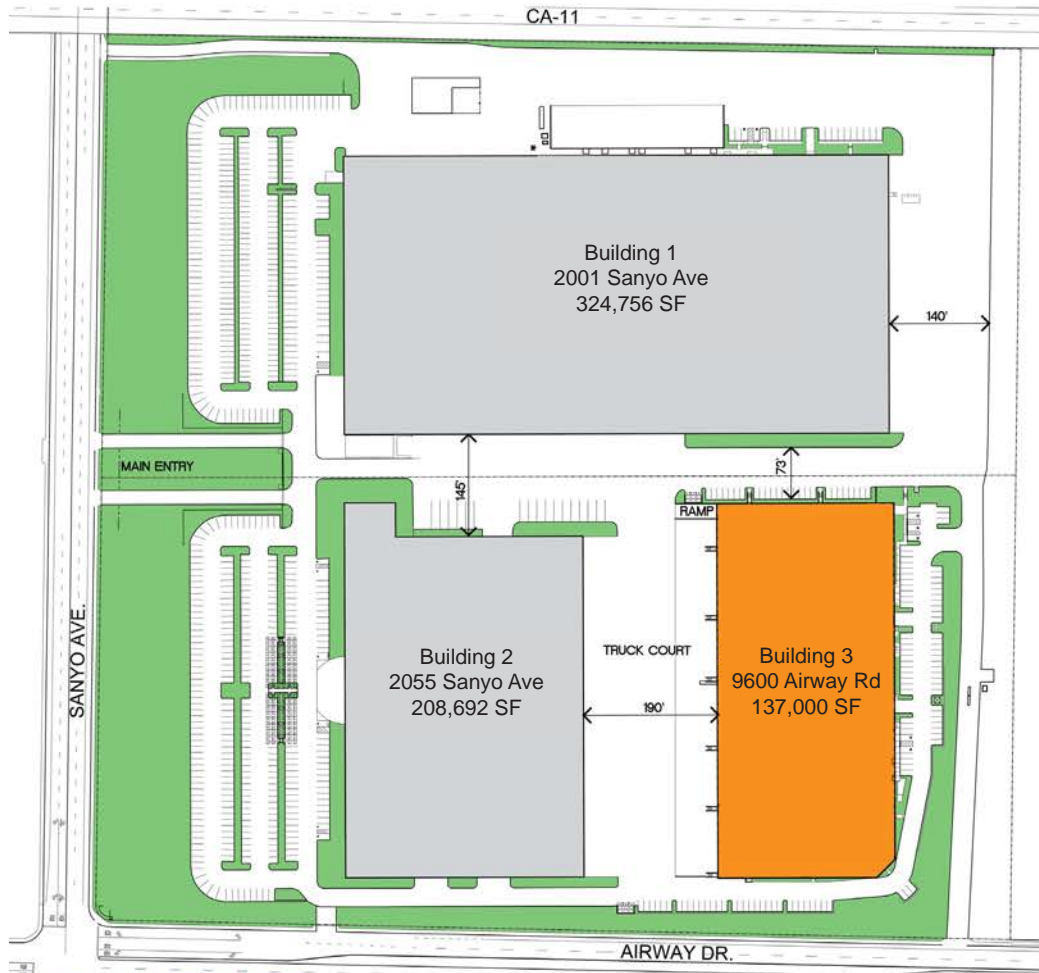 CA-11
Building 1
2001 Sanyo Ave
324,756 SF
140'
MAIN ENTRY
145'
73'
RAMP
SANYO AVE.
Building 2
2055 Sanyo Ave
208,692 SF
TRUCK COURT
190'
Building 3
9600 Airway Rd
137,000 SF
AIRWAY DR.